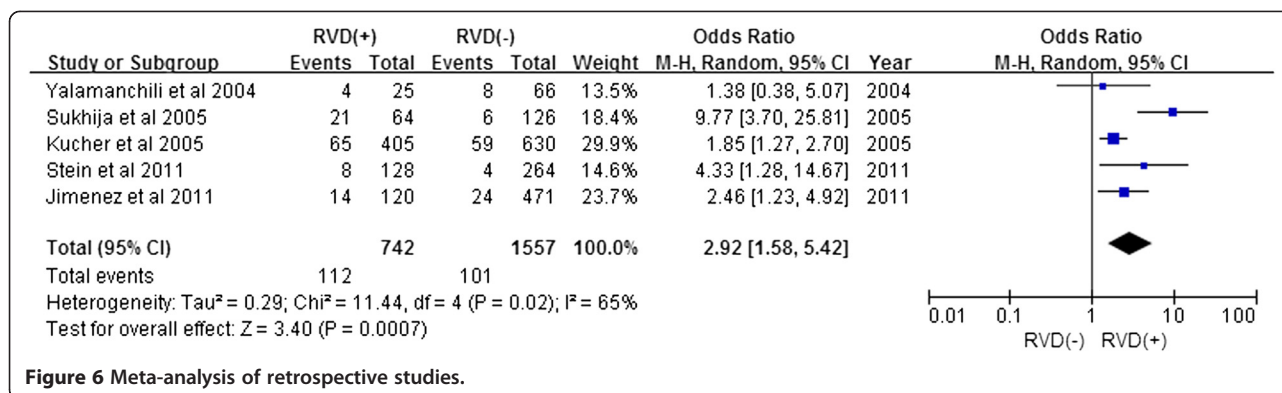 RVD(+) RVD(-) Odds Ratio Odds Ratio
Study or Subgroup Events Total Events Total Weight M-H, Random, 95% CI Year M-H, Random, 95% CI
Yalamanchili et al 2004 4 25 8 66 13.5% 1.38 [0.38, 5.07] 2004
Sukhija et al 2005 21 64 6 126 18.4% 9.77 [3.70, 25.81] 2005
Kucher et al 2005 65 405 59 630 29.9% 1.85 [1.27, 2.70] 2005
Stein et al 2011 8 128 4 264 14.6% 4.33 [1.28, 14.67] 2011
Jimenez et al 2011 14 120 24 471 23.7% 2.46 [1.23, 4.92] 2011
Total (95% CI) 742 1557 100.0% 2.92 [1.58, 5.42]
Total events 112 101
Heterogeneity: Tau² = 0.29; Chi² = 11.44, df = 4 (P = 0.02); I² = 65%
Test for overall effect: Z = 3.40 (P = 0.0007)
0.01 0.1 1 10 100
RVD(-) RVD(+)
Figure 6 Meta-analysis of retrospective studies.